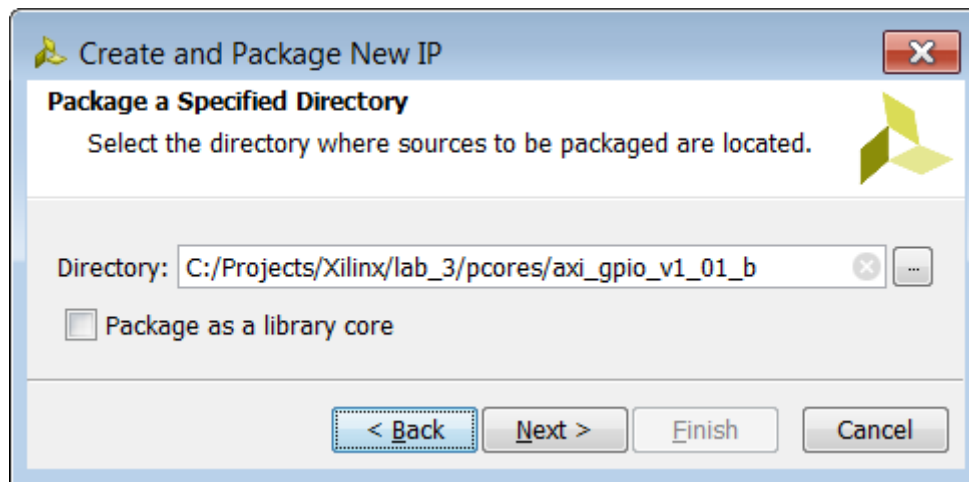 Create and Package New IP
Package a Specified Directory
Select the directory where sources to be packaged are located.
Directory: C:/Projects/Xilinx/lab_3/pcores/axi_gpio_v1_01_b ...
Package as a library core
< Back Next > Finish Cancel